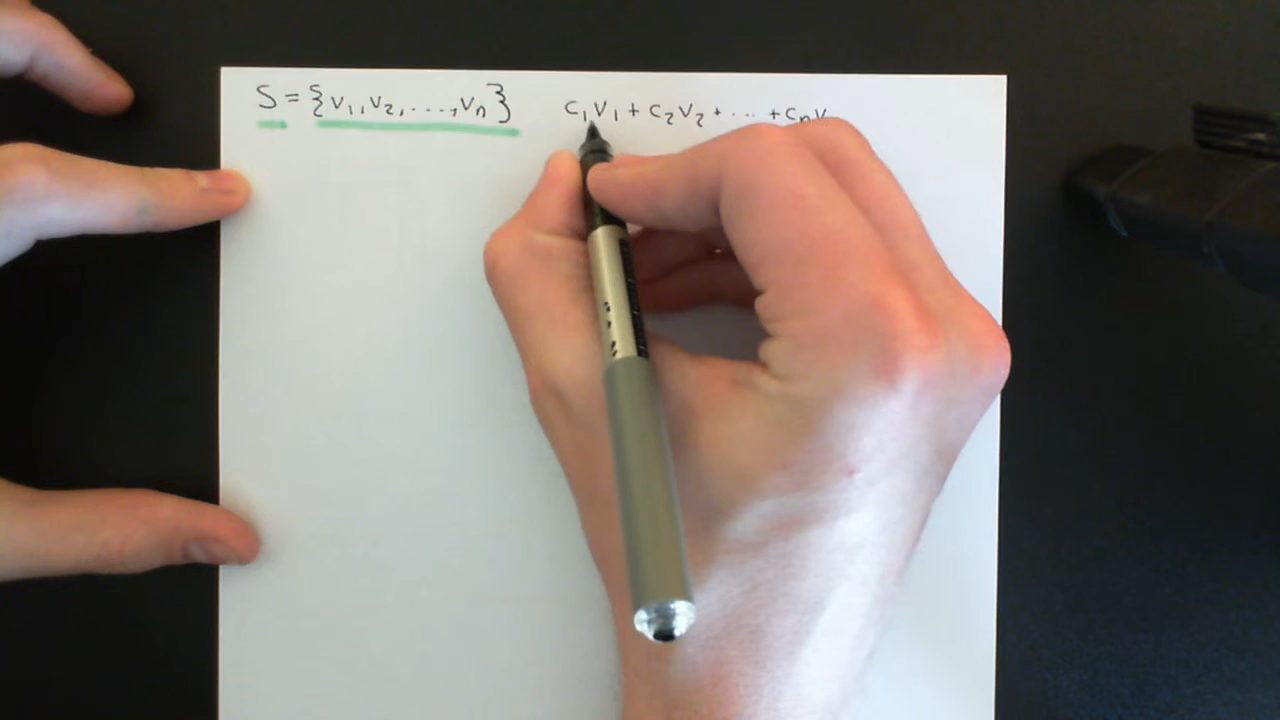 S = {v₁, v₂, ...., vₙ} c₁v₁ + c₂v₂ + ... + cₙv